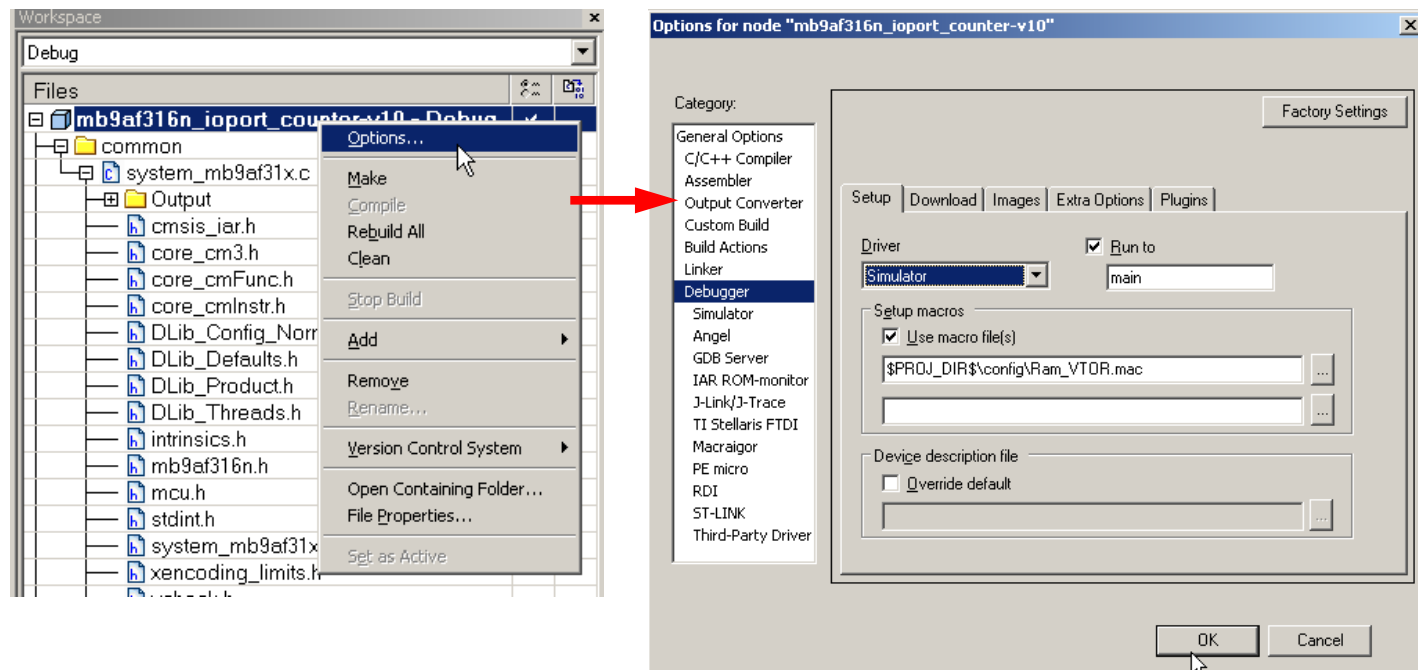 Workspace
Debug
Files
mb9af316n_ioport_counter-v10 - Debug
common
system_mb9af31x.c
Output
cmsis_iar.h
core_cm3.h
core_cmFunc.h
core_cmInstr.h
DLib_Config_Norr
DLib_Defaults.h
DLib_Product.h
DLib_Threads.h
intrinsics.h
mb9af316n.h
mcu.h
stdint.h
system_mb9af31x
xencoding_limits.h
Options...
Make
Compile
Rebuild All
Clean
Stop Build
Add
Remove
Rename...
Version Control System
Open Containing Folder...
File Properties...
Set as Active
Options for node "mb9af316n_ioport_counter-v10"
Category:
General Options
C/C++ Compiler
Assembler
Output Converter
Custom Build
Build Actions
Linker
Debugger
Simulator
Angel
GDB Server
IAR ROM-monitor
J-Link/J-Trace
TI Stellaris FTDI
Macraigor
PE micro
RDI
ST-LINK
Third-Party Driver
Factory Settings
Setup Download Images Extra Options Plugins
Driver
Run to
Simulator
main
Setup macros
Use macro file(s)
$PROJ_DIR$\config\Ram_VTOR.mac
...
...
Device description file
Override default
...
OK
Cancel